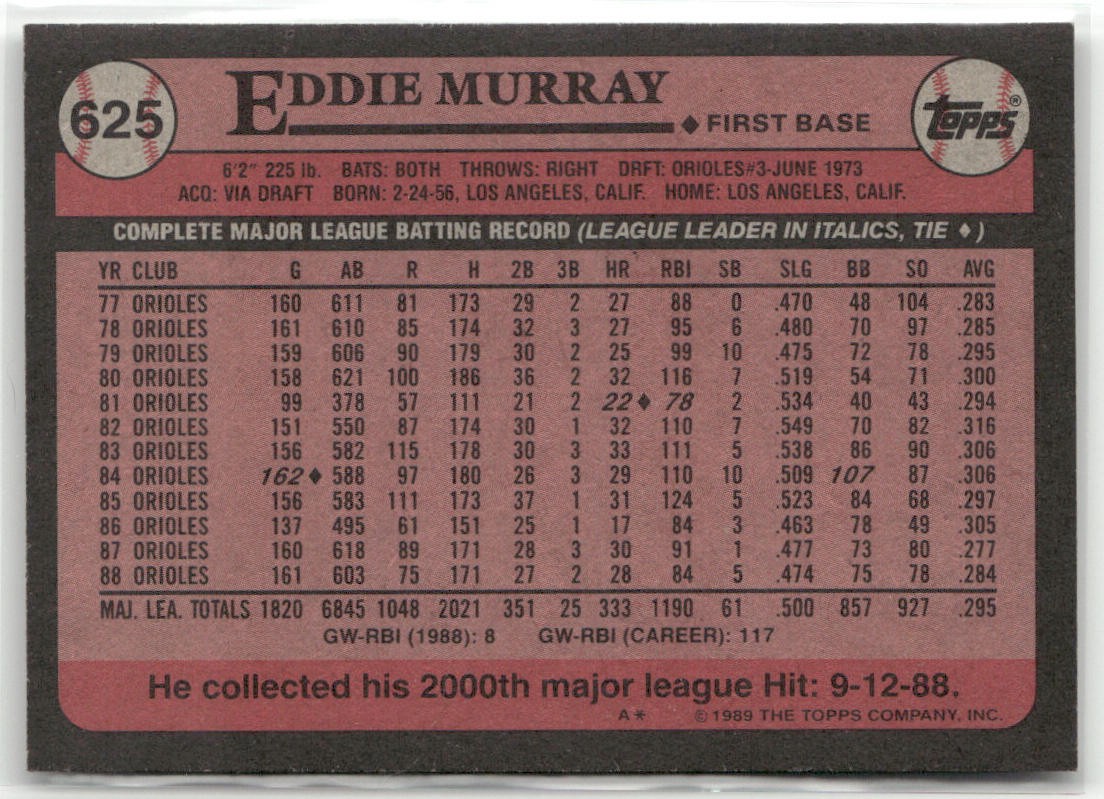 625
EDDIE MURRAY
◆ FIRST BASE
Topps®
6'2" 225 lb. BATS: BOTH THROWS: RIGHT DRFT: ORIOLES#3-JUNE 1973
ACQ: VIA DRAFT BORN: 2-24-56, LOS ANGELES, CALIF. HOME: LOS ANGELES, CALIF.
COMPLETE MAJOR LEAGUE BATTING RECORD (LEAGUE LEADER IN ITALICS, TIE ♦)
YR CLUB G AB R H 2B 3B HR RBI SB SLG BB SO AVG
77 ORIOLES 160 611 81 173 29 2 27 88 0 .470 48 104 .283
78 ORIOLES 161 610 85 174 32 3 27 95 6 .480 70 97 .285
79 ORIOLES 159 606 90 179 30 2 25 99 10 .475 72 78 .295
80 ORIOLES 158 621 100 186 36 2 32 116 7 .519 54 71 .300
81 ORIOLES 99 378 57 111 21 2 22♦ 78 2 .534 40 43 .294
82 ORIOLES 151 550 87 174 30 1 32 110 7 .549 70 82 .316
83 ORIOLES 156 582 115 178 30 3 33 111 5 .538 86 90 .306
84 ORIOLES 162♦ 588 97 180 26 3 29 110 10 .509 107 87 .306
85 ORIOLES 156 583 111 173 37 1 31 124 5 .523 84 68 .297
86 ORIOLES 137 495 61 151 25 1 17 84 3 .463 78 49 .305
87 ORIOLES 160 618 89 171 28 3 30 91 1 .477 73 80 .277
88 ORIOLES 161 603 75 171 27 2 28 84 5 .474 75 78 .284
MAJ. LEA. TOTALS 1820 6845 1048 2021 351 25 333 1190 61 .500 857 927 .295
GW-RBI (1988): 8 GW-RBI (CAREER): 117
He collected his 2000th major league Hit: 9-12-88.
A* © 1989 THE TOPPS COMPANY, INC.